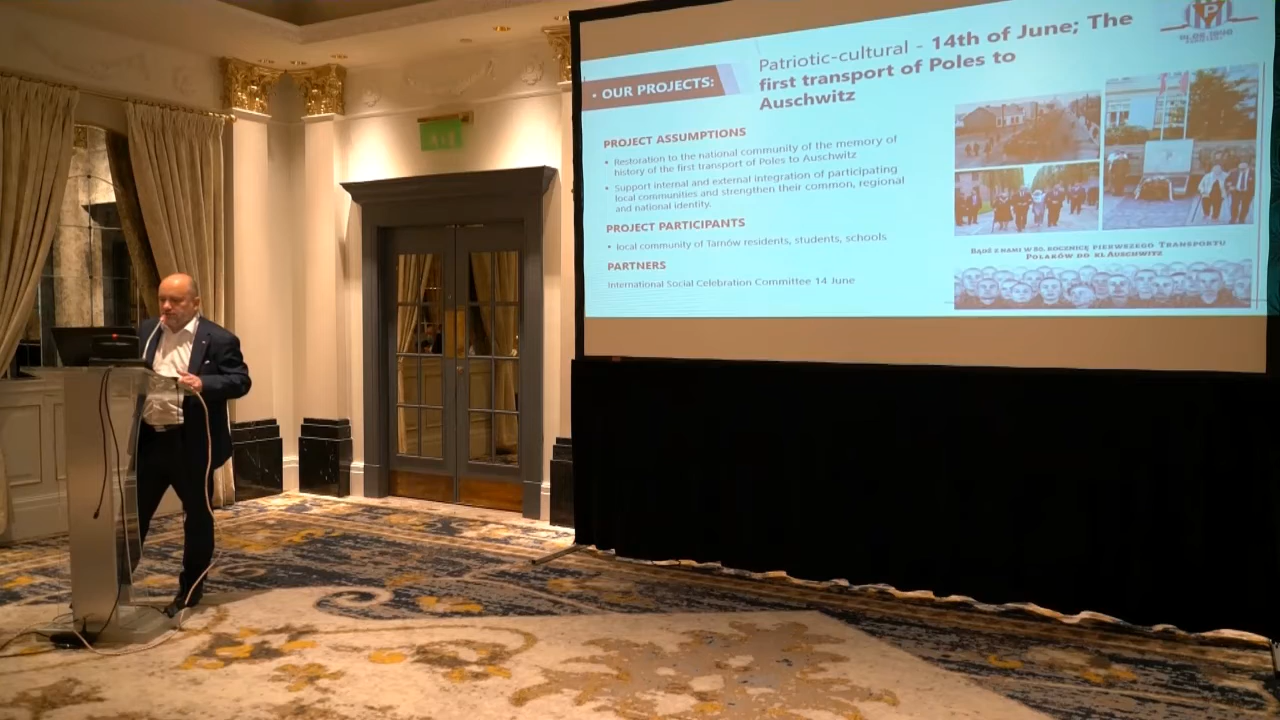 • OUR PROJECTS:
Patriotic-cultural - 14th of June; The
first transport of Poles to
Auschwitz
PROJECT ASSUMPTIONS
• Restoration to the national community of the memory of
history of the first transport of Poles to Auschwitz
• Support internal and external integration of participating
local communities and strengthen their common, regional
and national identity.
PROJECT PARTICIPANTS
• local community of Tarnów residents, students, schools
PARTNERS
International Social Celebration Committee 14 June
BĄDŹ Z NAMI W 80. ROCZNICĘ PIERWSZEGO TRANSPORTU
POLAKÓW DO KL AUSCHWITZ